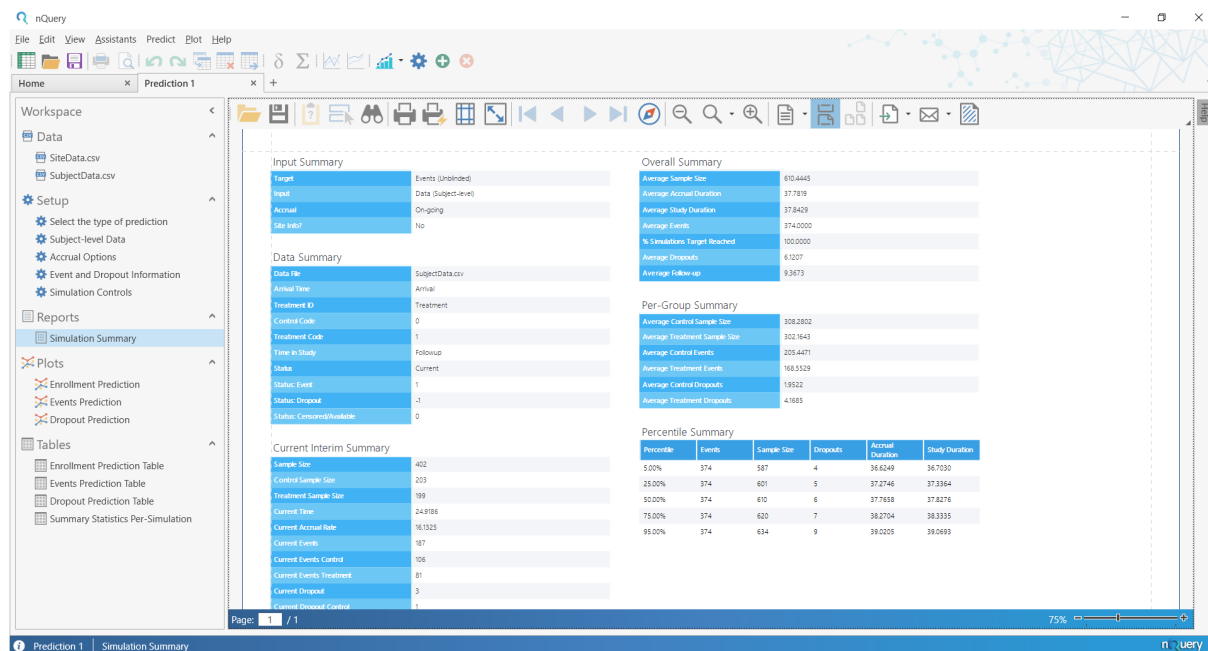 nQuery
File Edit View Assistants Predict Plot Help
Home × Prediction 1 × +
Workspace
Data
SiteData.csv
SubjectData.csv
Setup
Select the type of prediction
Subject-level Data
Accrual Options
Event and Dropout Information
Simulation Controls
Reports
Simulation Summary
Plots
Enrollment Prediction
Events Prediction
Dropout Prediction
Tables
Enrollment Prediction Table
Events Prediction Table
Dropout Prediction Table
Summary Statistics Per-Simulation
Help
Input Summary
Target Events (Unblinded)
Input Data (Subject-level)
Accrual On-going
Site Info? No
Data Summary
Data File SubjectData.csv
Arrival Time Arrival
Treatment ID Treatment
Control Code 0
Treatment Code 1
Time in Study Followup
Status Current
Status: Event 1
Status: Dropout -1
Status: Censored/Available 0
Current Interim Summary
Sample Size 402
Control Sample Size 203
Treatment Sample Size 199
Current Time 24.9186
Current Accrual Rate 16.1325
Current Events 187
Current Events Control 106
Current Events Treatment 81
Current Dropout 3
Current Dropout Control 1
Overall Summary
Average Sample Size 610.4445
Average Accrual Duration 37.7819
Average Study Duration 37.8429
Average Events 374.0000
% Simulations Target Reached 100.0000
Average Dropouts 6.1207
Average Follow-up 9.3673
Per-Group Summary
Average Control Sample Size 308.2802
Average Treatment Sample Size 302.1643
Average Control Events 205.4471
Average Treatment Events 168.5529
Average Control Dropouts 1.9522
Average Treatment Dropouts 4.1685
Percentile Summary
Percentile Events Sample Size Dropouts Accrual Duration Study Duration
5.00% 374 587 4 36.6249 36.7030
25.00% 374 601 5 37.2746 37.3364
50.00% 374 610 6 37.7658 37.8276
75.00% 374 620 7 38.2704 38.3335
95.00% 374 634 9 39.0205 39.0693
Page: 1 / 1
75%
Prediction 1 Simulation Summary
nQuery